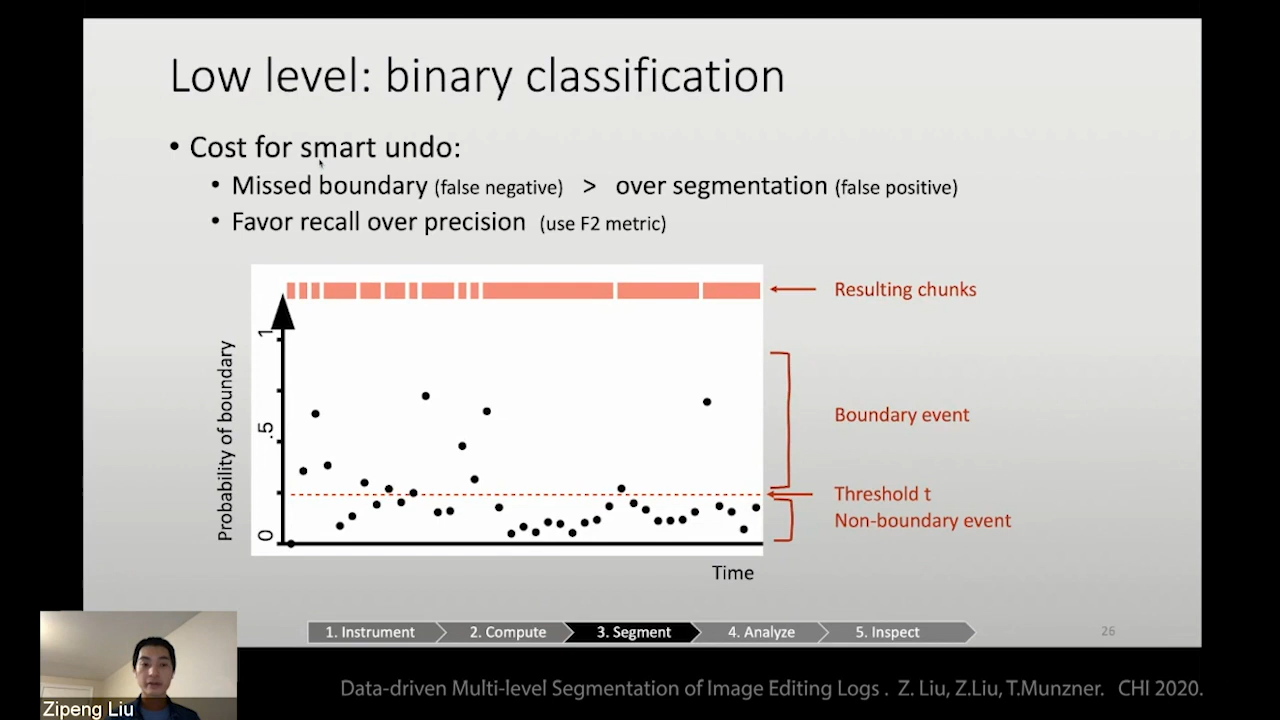 Low level: binary classification
• Cost for smart undo:
• Missed boundary (false negative) > over segmentation (false positive)
• Favor recall over precision (use F2 metric)
Resulting chunks
1
Probability of boundary
.5
0
Boundary event
Threshold t
Non-boundary event
Time
1. Instrument 2. Compute 3. Segment 4. Analyze 5. Inspect
26
Data-driven Multi-level Segmentation of Image Editing Logs . Z. Liu, Z.Liu, T.Munzner. CHI 2020.
Zipeng Liu